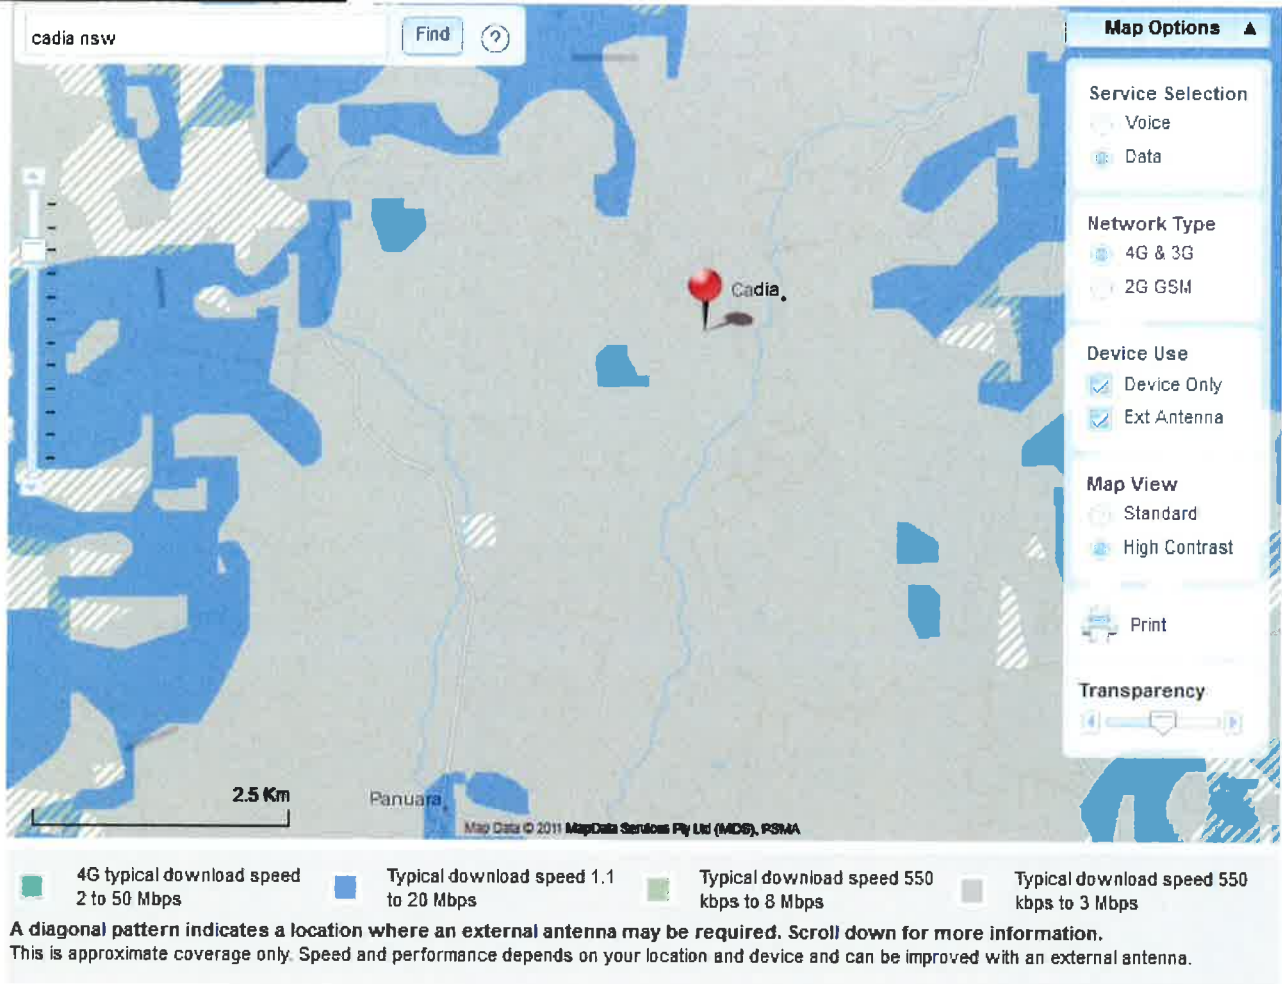 cadia nsw
Find
?
Map Options ▲
Service Selection
Voice
Data
Network Type
4G & 3G
2G GSM
Device Use
Device Only
Ext Antenna
Map View
Standard
High Contrast
Print
Transparency
Cadia
2.5 Km
Panuara
Map Data © 2011 MapData Services Pty Ltd (MDS), PSMA
4G typical download speed
2 to 50 Mbps
Typical download speed 1.1
to 20 Mbps
Typical download speed 550
kbps to 8 Mbps
Typical download speed 550
kbps to 3 Mbps
A diagonal pattern indicates a location where an external antenna may be required. Scroll down for more information.
This is approximate coverage only. Speed and performance depends on your location and device and can be improved with an external antenna.